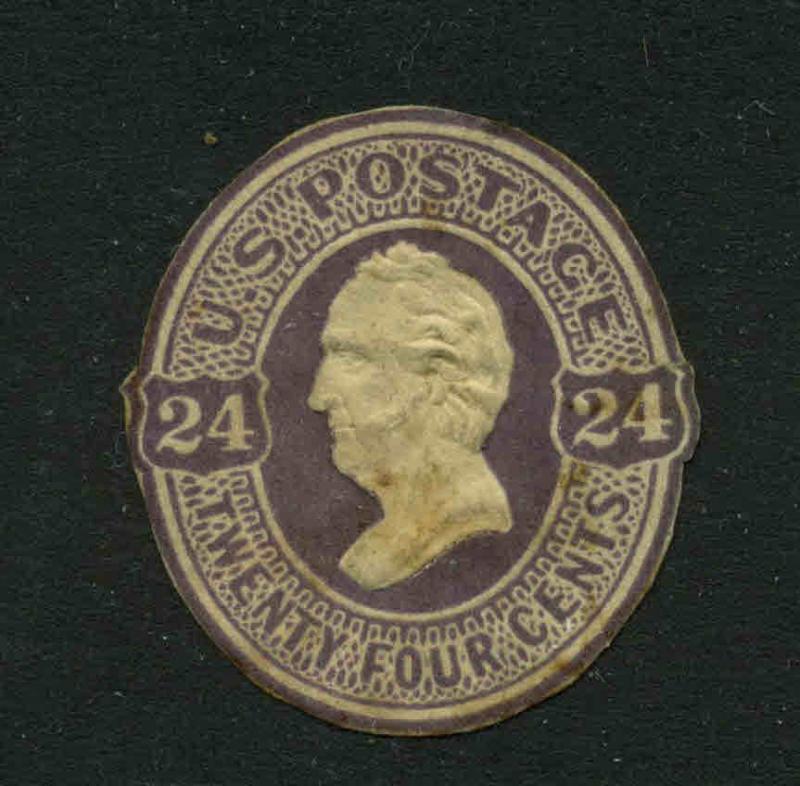 U.S. POSTAGE
24
24
TWENTY FOUR CENTS